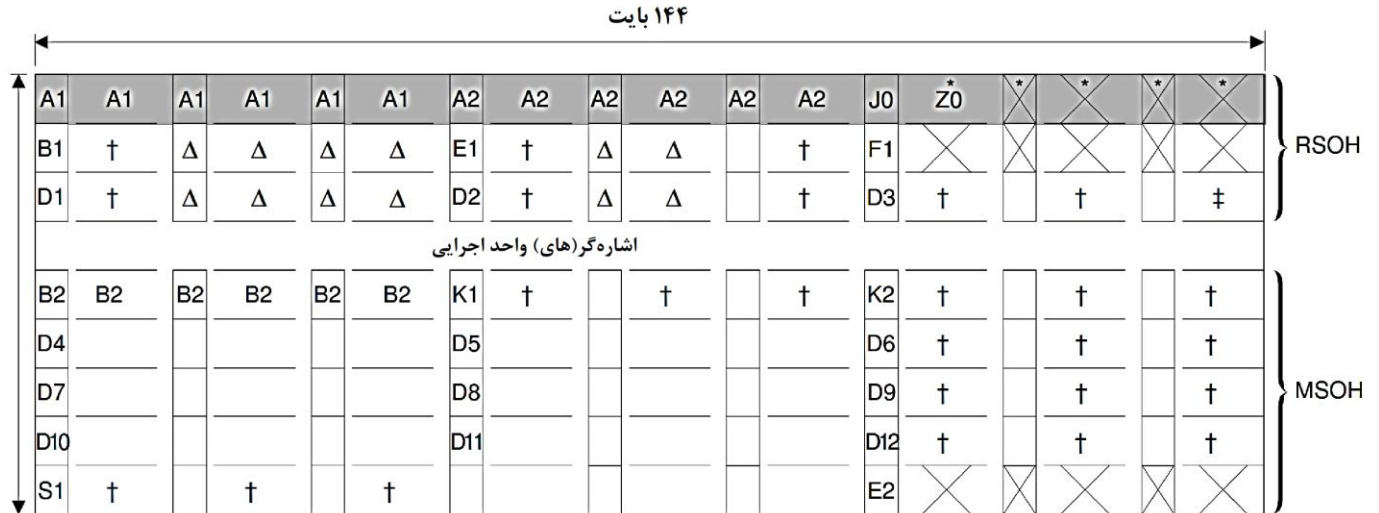 ۱۴۴ بایت
A1 A1 A1 A1 A1 A1 A2 A2 A2 A2 A2 A2 J0 Z0* * * * *
B1 † Δ Δ Δ Δ E1 † Δ Δ † F1
D1 † Δ Δ Δ Δ D2 † Δ Δ † D3 † † ‡
RSOH
اشاره‌گر(های) واحد اجرایی
B2 B2 B2 B2 B2 B2 K1 † † † K2 † † †
D4 D5 D6 † † †
D7 D8 D9 † † †
D10 D11 D12 † † †
S1 † † † E2
MSOH